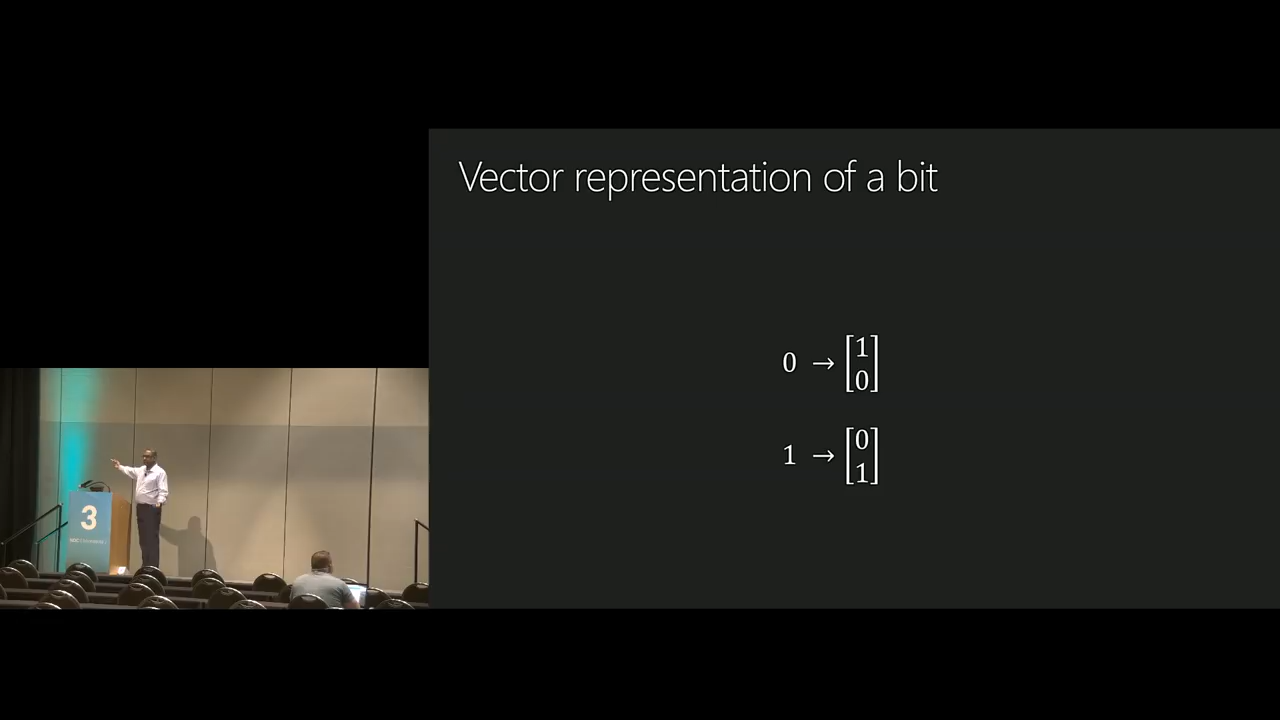 Vector representation of a bit
0 → [1
0]
1 → [0
1]
3